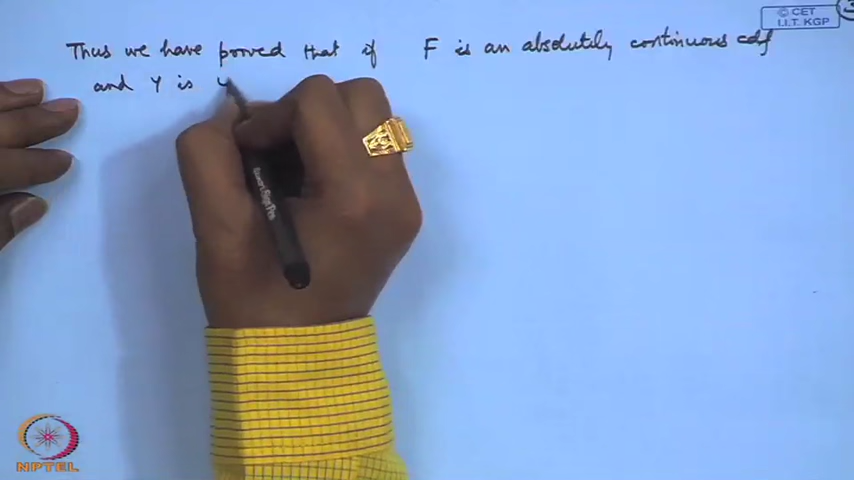 © CET
I.I.T. KGP
Thus we have proved that if F is an absolutely continuous cdf
and Y is
NPTEL